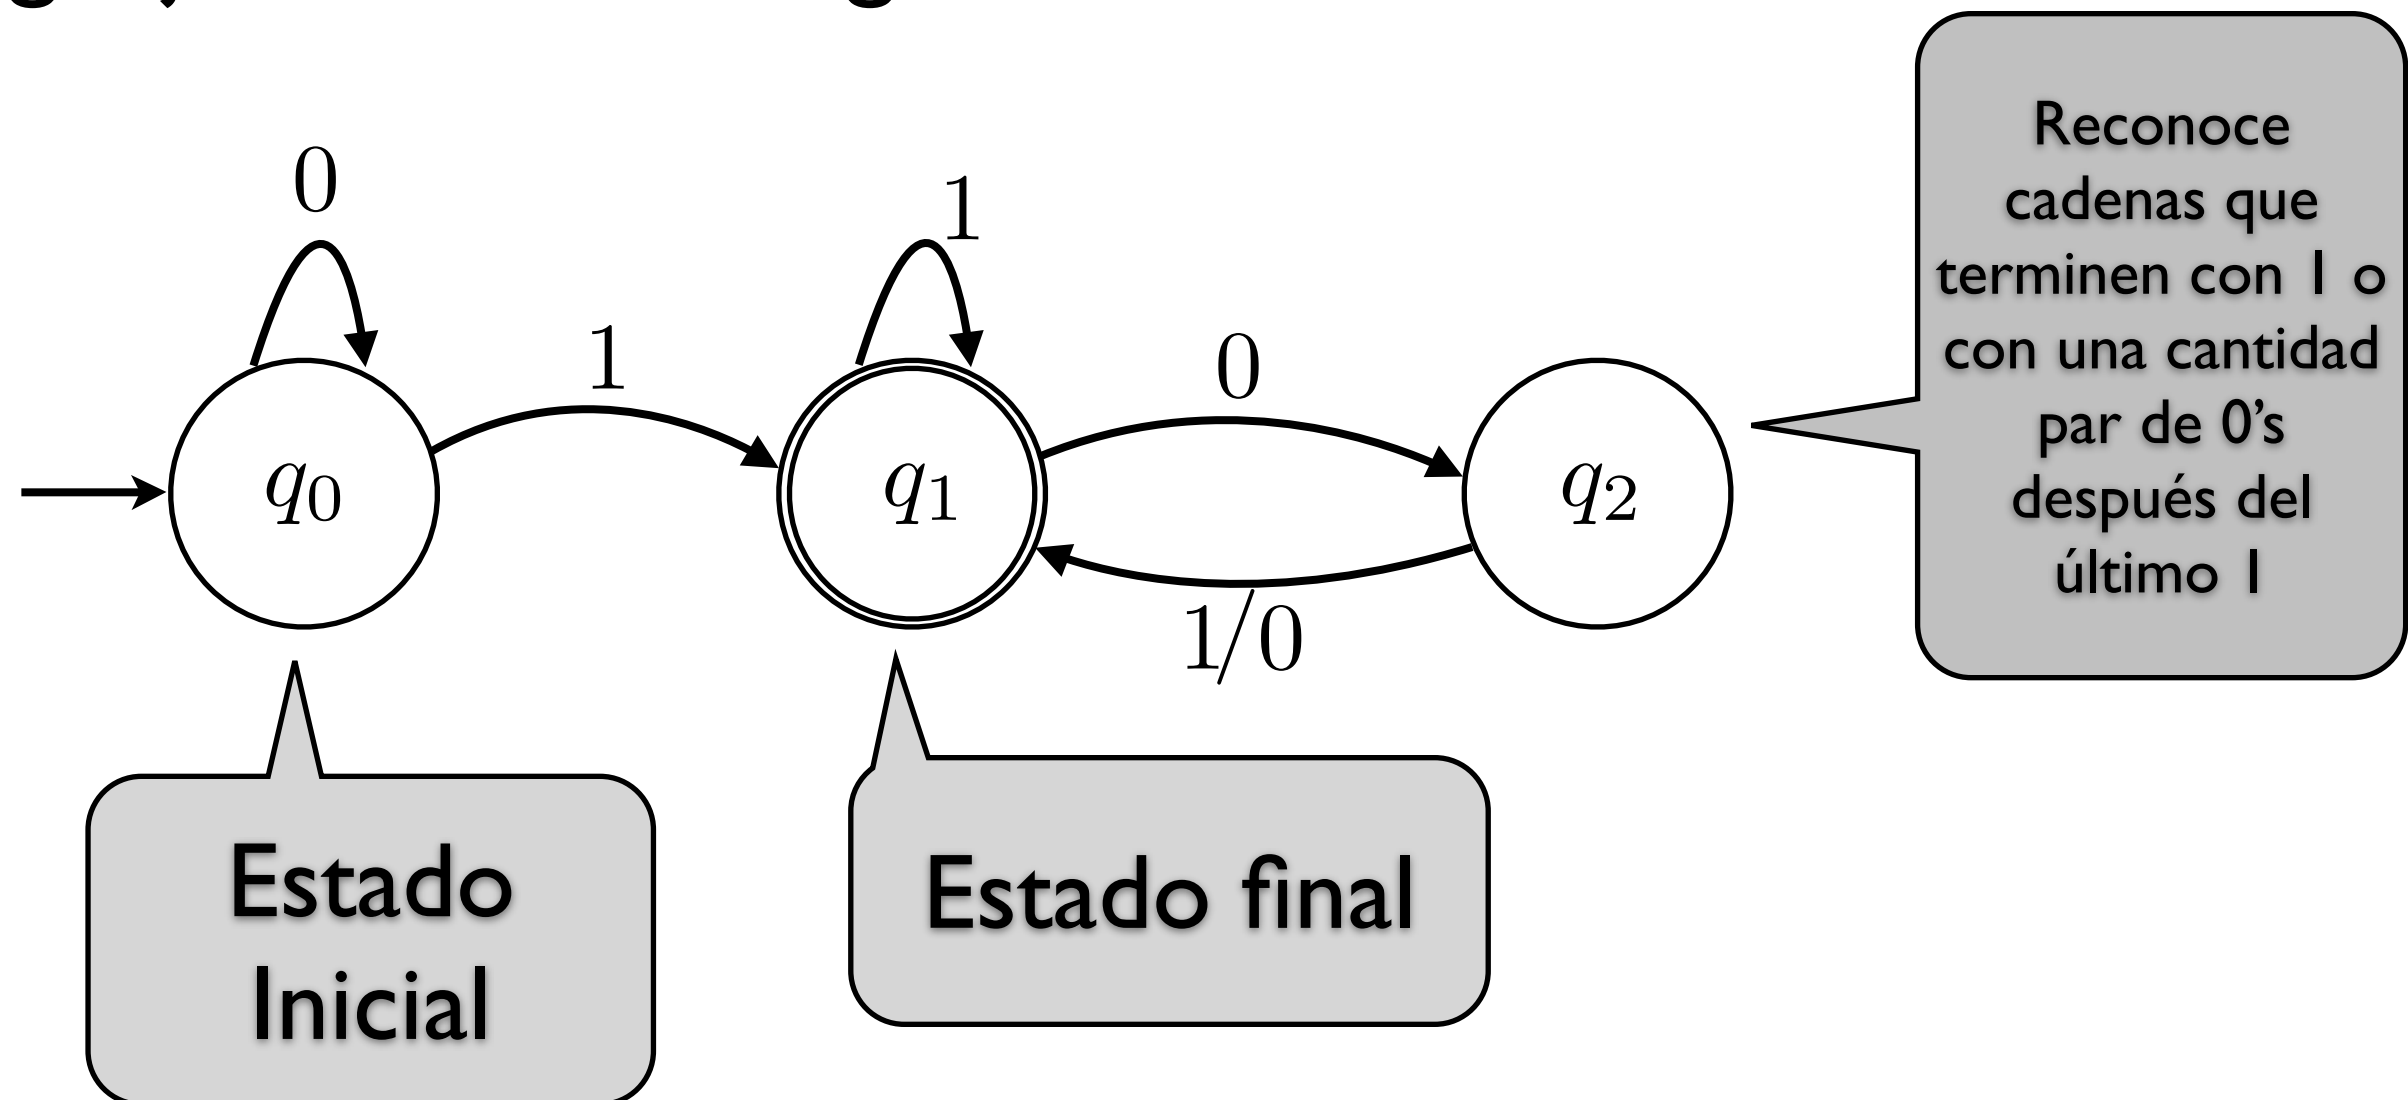 0
1
1
0
q0
q1
q2
1/0
Reconoce
cadenas que
terminen con 1 o
con una cantidad
par de 0’s
después del
último 1
Estado
Inicial
Estado final